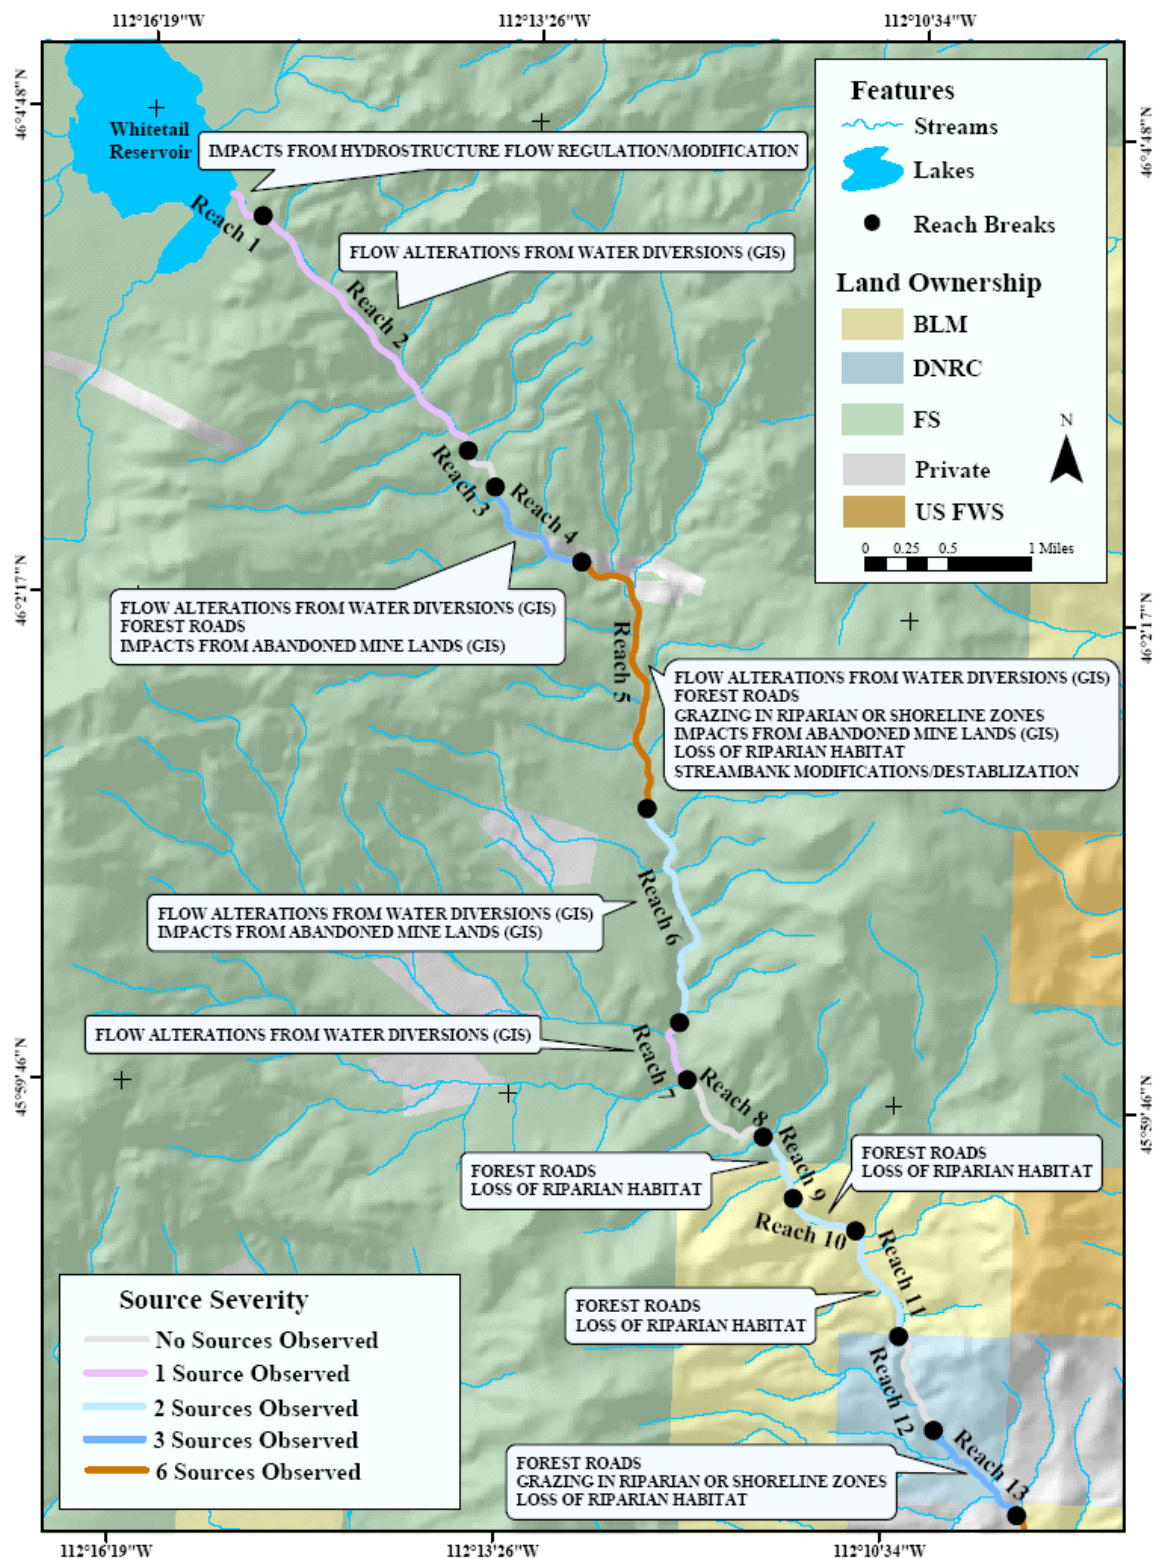 112°16'19"W
112°13'26"W
112°10'34"W
46°4'48"N
46°4'48"N
Whitetail
Reservoir
IMPACTS FROM HYDROSTRUCTURE FLOW REGULATION/MODIFICATION
Reach 1
FLOW ALTERATIONS FROM WATER DIVERSIONS (GIS)
Reach 2
Features
Streams
Lakes
Reach Breaks
Land Ownership
BLM
DNRC
FS
Private
US FWS
N
0 0.25 0.5 1 Miles
Reach 3
Reach 4
46°2'17"N
46°2'17"N
FLOW ALTERATIONS FROM WATER DIVERSIONS (GIS)
FOREST ROADS
IMPACTS FROM ABANDONED MINE LANDS (GIS)
Reach 5
FLOW ALTERATIONS FROM WATER DIVERSIONS (GIS)
FOREST ROADS
GRAZING IN RIPARIAN OR SHORELINE ZONES
IMPACTS FROM ABANDONED MINE LANDS (GIS)
LOSS OF RIPARIAN HABITAT
STREAMBANK MODIFICATIONS/DESTABLIZATION
Reach 6
FLOW ALTERATIONS FROM WATER DIVERSIONS (GIS)
IMPACTS FROM ABANDONED MINE LANDS (GIS)
FLOW ALTERATIONS FROM WATER DIVERSIONS (GIS)
Reach 7
45°59'46"N
45°59'46"N
Reach 8
Reach 9
FOREST ROADS
LOSS OF RIPARIAN HABITAT
FOREST ROADS
LOSS OF RIPARIAN HABITAT
Reach 10
Reach 11
FOREST ROADS
LOSS OF RIPARIAN HABITAT
Reach 12
Reach 13
FOREST ROADS
GRAZING IN RIPARIAN OR SHORELINE ZONES
LOSS OF RIPARIAN HABITAT
Source Severity
No Sources Observed
1 Source Observed
2 Sources Observed
3 Sources Observed
6 Sources Observed
112°16'19"W
112°13'26"W
112°10'34"W